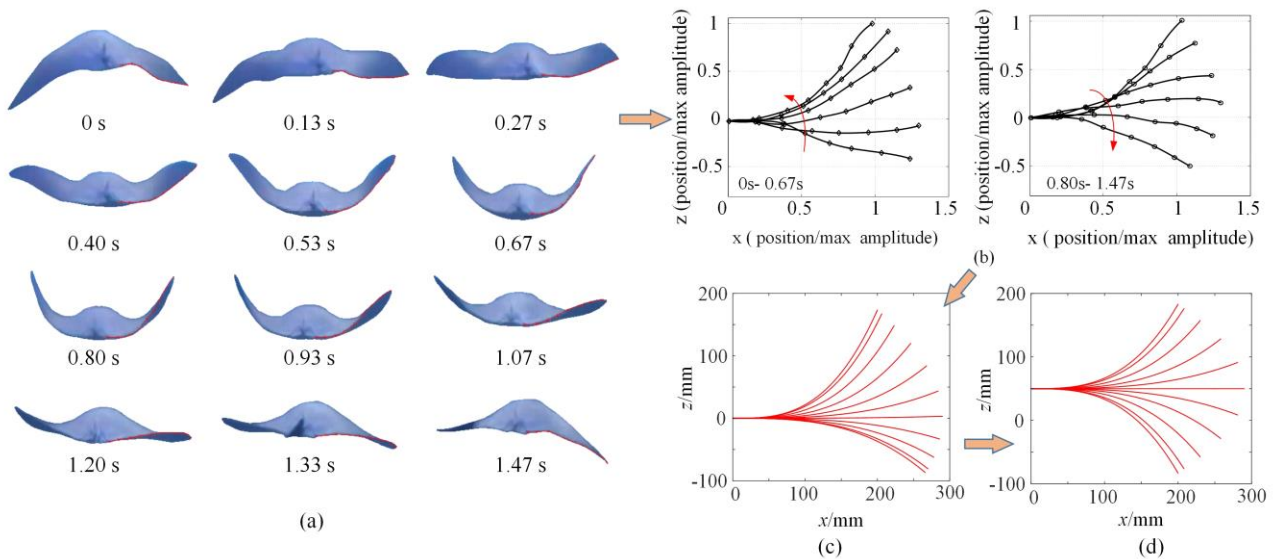 0 s
0.13 s
0.27 s
0.40 s
0.53 s
0.67 s
0.80 s
0.93 s
1.07 s
1.20 s
1.33 s
1.47 s
(a)
z (position/max amplitude)
1
0.5
0
-0.5
0s- 0.67s
0
0.5
1
1.5
x ( position/max amplitude)
z (position/max amplitude)
1
0.5
0
-0.5
0.80s- 1.47s
0
0.5
1
1.5
x ( position/max amplitude)
(b)
z/mm
200
100
0
-100
0
100
200
300
x/mm
(c)
z/mm
200
100
0
-100
0
100
200
300
x/mm
(d)